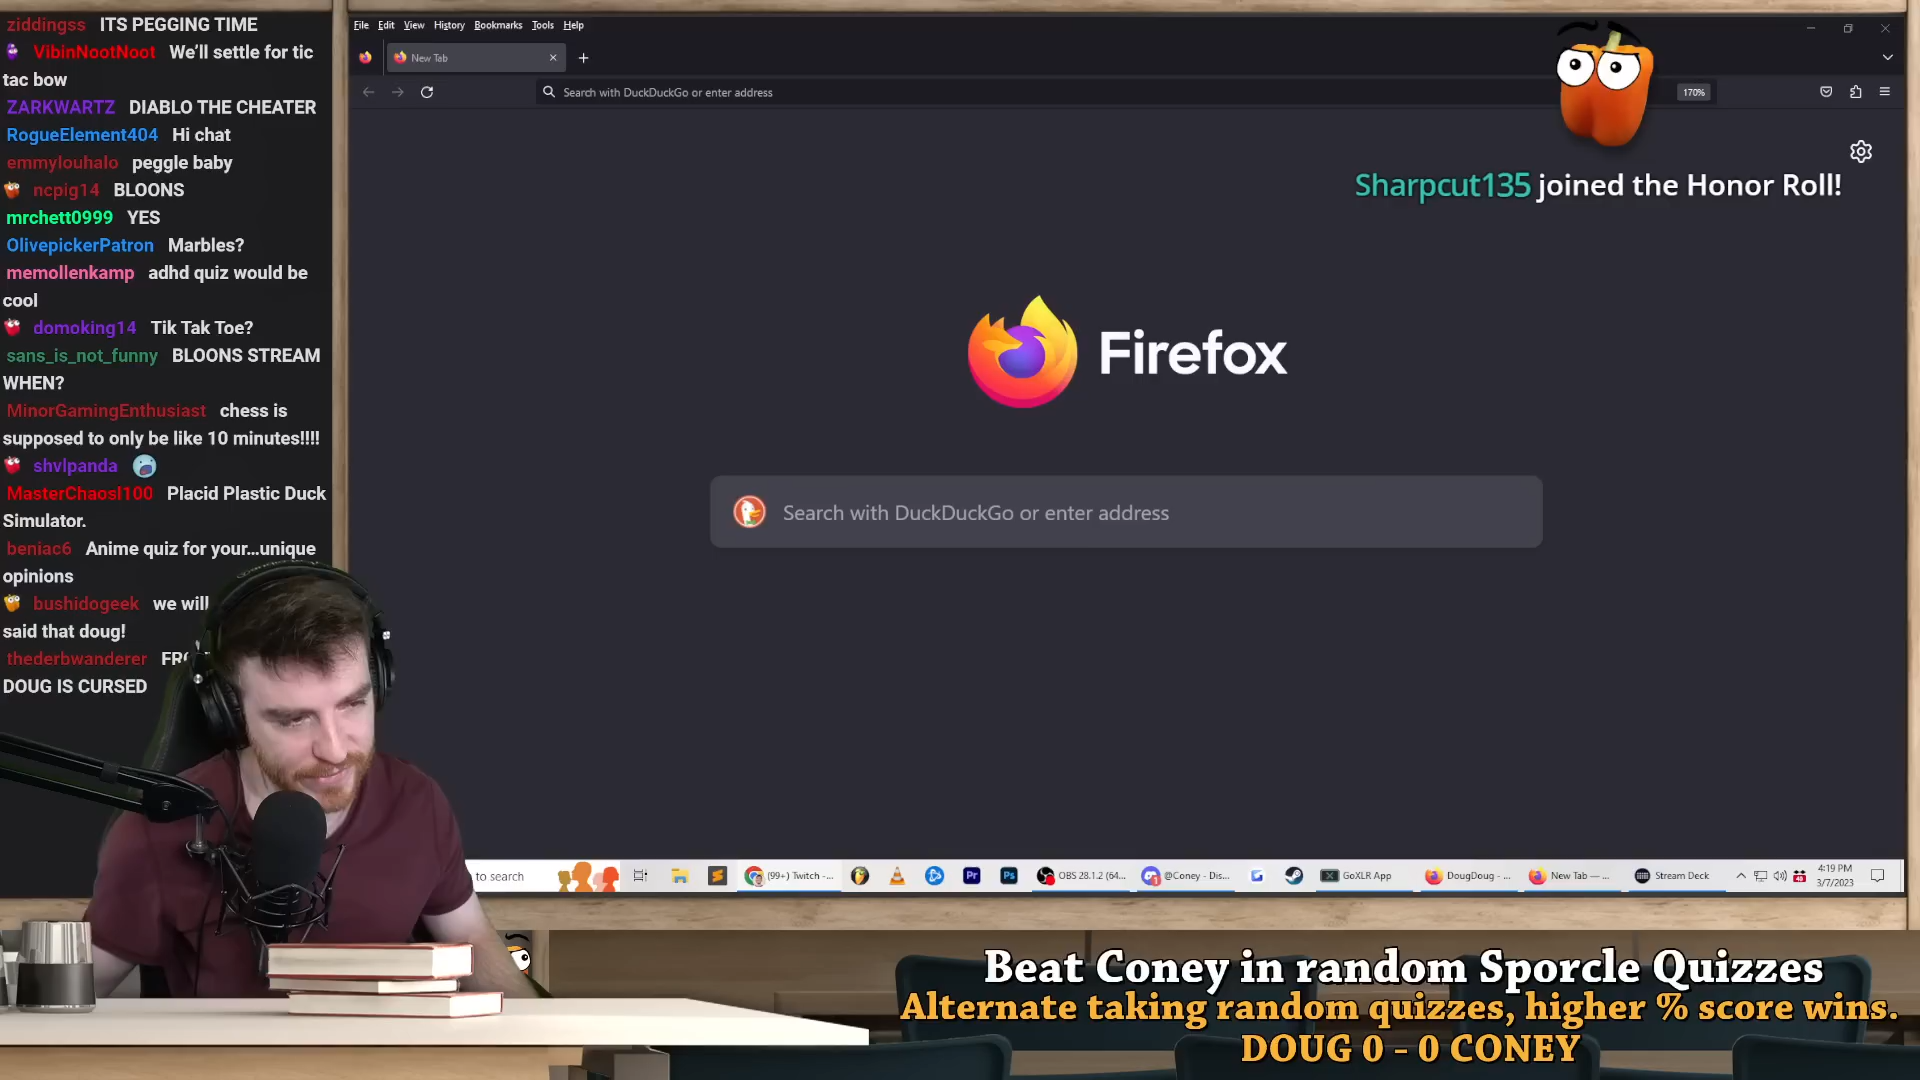 ziddingss ITS PEGGING TIME
VibinNootNoot We'll settle for tic
tac bow
ZARKWARTZ DIABLO THE CHEATER
RogueElement404 Hi chat
emmylouhalo peggle baby
ncpig14 BLOONS
mrchett0999 YES
OlivepickerPatron Marbles?
memollenkamp adhd quiz would be
cool
domoking14 Tik Tak Toe?
sans_is_not_funny BLOONS STREAM
WHEN?
MinorGamingEnthusiast chess is
supposed to only be like 10 minutes!!!!
shvlpanda
MasterChaosl100 Placid Plastic Duck
Simulator.
beniac6 Anime quiz for your...unique
opinions
bushidogeek we will
said that doug!
thederbwanderer
DOUG IS CURSED
File Edit View History Bookmarks Tools Help
New Tab
Search with DuckDuckGo or enter address
170%
Sharpcut135 joined the Honor Roll!
Firefox
Search with DuckDuckGo or enter address
to search
(99+) Twitch -...
Pr
Ps
OBS 28.1.2 (64...
@Coney - Dis...
GoXLR App
DougDoug - ...
New Tab — ...
Stream Deck
4:19 PM
3/7/2023
Beat Coney in random Sporcle Quizzes
Alternate taking random quizzes, higher % score wins.
DOUG 0 - 0 CONEY